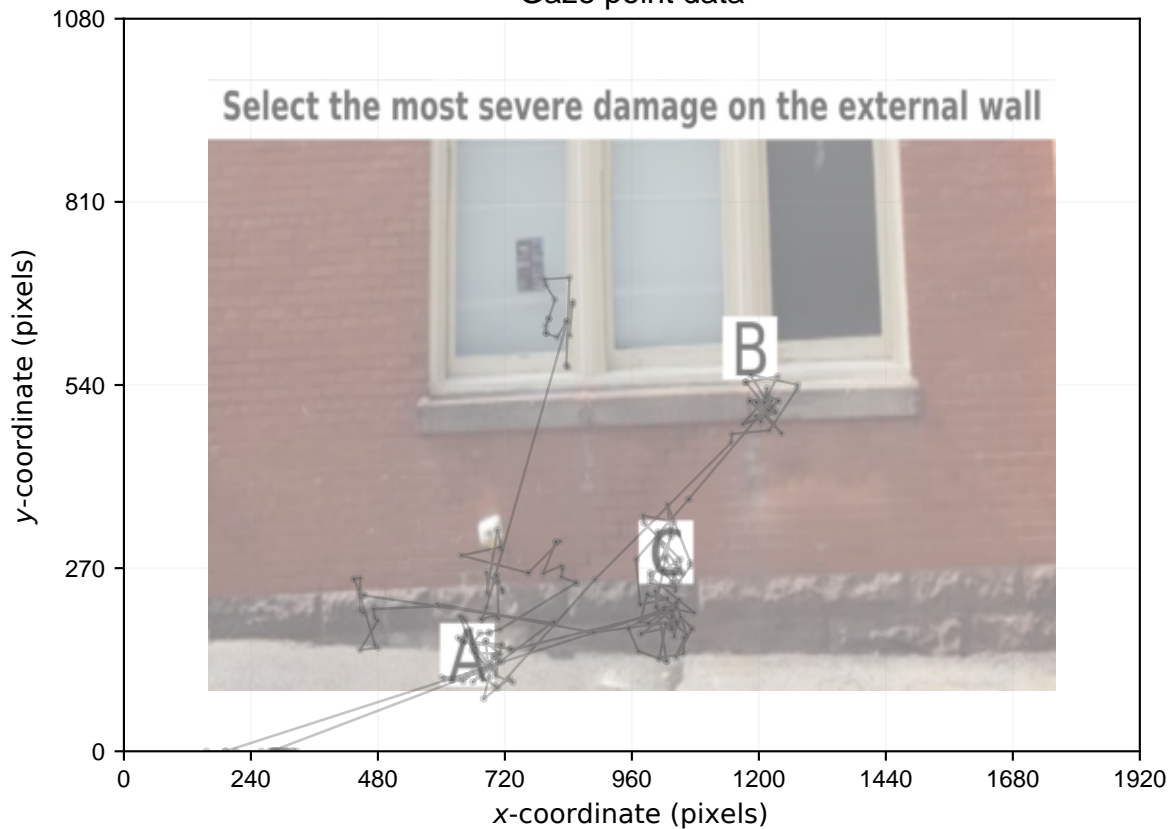 Gaze point data
1080
Select the most severe damage on the external wall
810
B
540
C
270
A
0
0 240 480 720 960 1200 1440 1680 1920
y-coordinate (pixels)
x-coordinate (pixels)